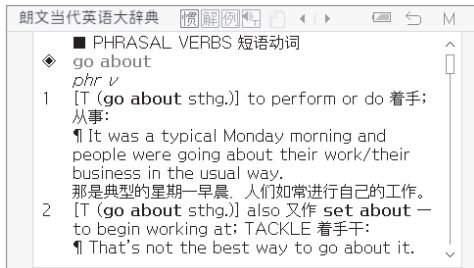 朗文当代英语大辞典 惯 解 例 M
■ PHRASAL VERBS 短语动词
◈ go about
phr v
1 [T (go about sthg.)] to perform or do 着手;
从事:
¶ It was a typical Monday morning and
people were going about their work/their
business in the usual way.
那是典型的星期一早晨，人们如常进行自己的工作。
2 [T (go about sthg.)] also 又作 set about —
to begin working at; TACKLE 着手干:
¶ That's not the best way to go about it.